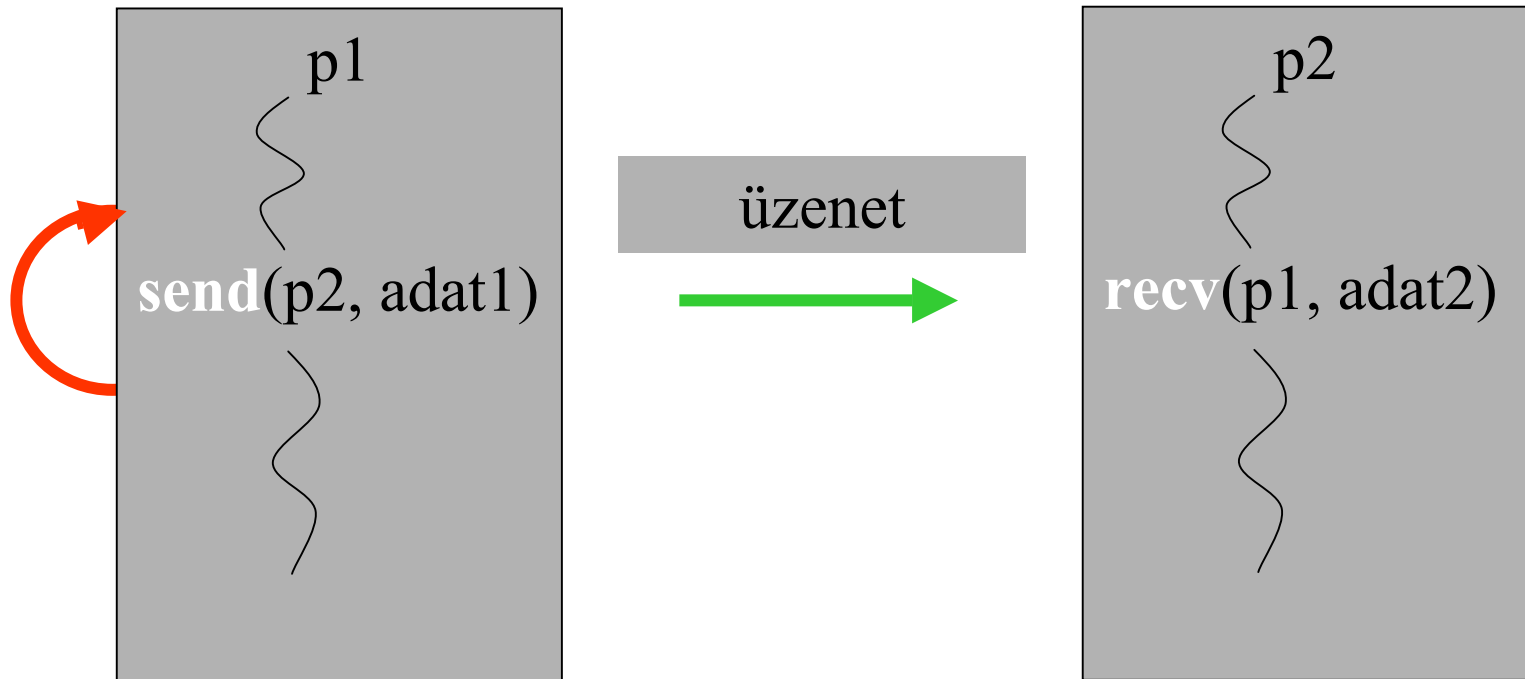 p1
p2
üzenet
send(p2, adat1)
recv(p1, adat2)